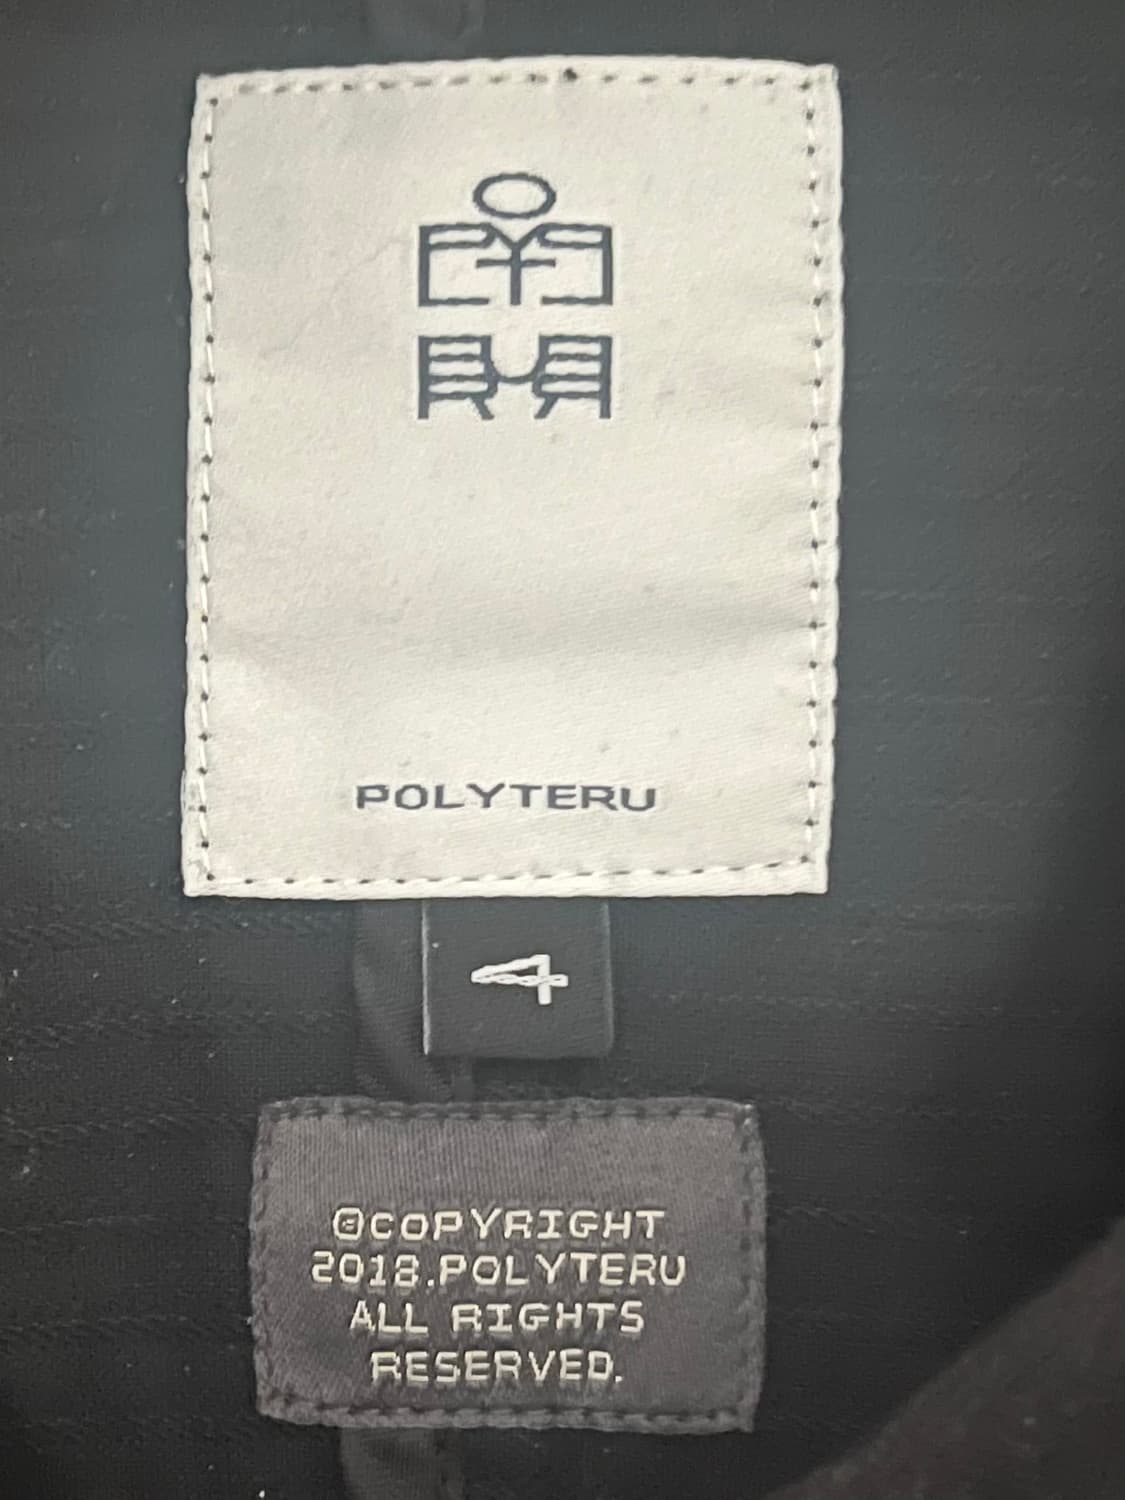 POLYTERU
4
©COPYRIGHT
2018.POLYTERU
ALL RIGHTS
RESERVED.